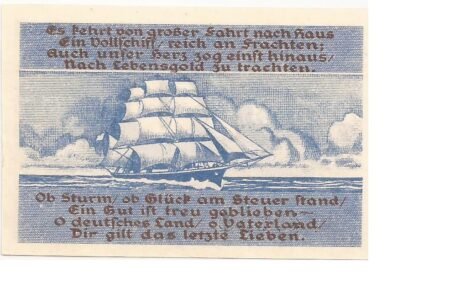 Es kehrt von großer Fahrt nach Haus
Ein Vollschiff/ reich an Frachten;
Auch unser Herz zog einst hinaus/
Nach Lebensgold zu trachten.
Ob Sturm/ ob Glück am Steuer stand/
Ein Gut ist treu geblieben—
O deutsches Land/ o Vaterland/
Dir gilt das letzte Lieben.